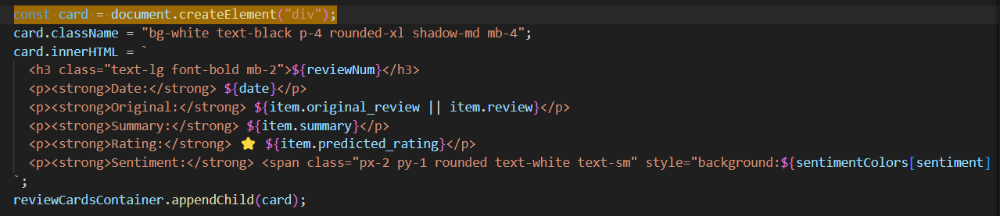 const card = document.createElement("div");
card.className = "bg-white text-black p-4 rounded-xl shadow-md mb-4";
card.innerHTML = `
  <h3 class="text-lg font-bold mb-2">${reviewNum}</h3>
  <p><strong>Date:</strong> ${date}</p>
  <p><strong>Original:</strong> ${item.original_review || item.review}</p>
  <p><strong>Summary:</strong> ${item.summary}</p>
  <p><strong>Rating:</strong> ⭐ ${item.predicted_rating}</p>
  <p><strong>Sentiment:</strong> <span class="px-2 py-1 rounded text-white text-sm" style="background:${sentimentColors[sentiment]
`;
reviewCardsContainer.appendChild(card);